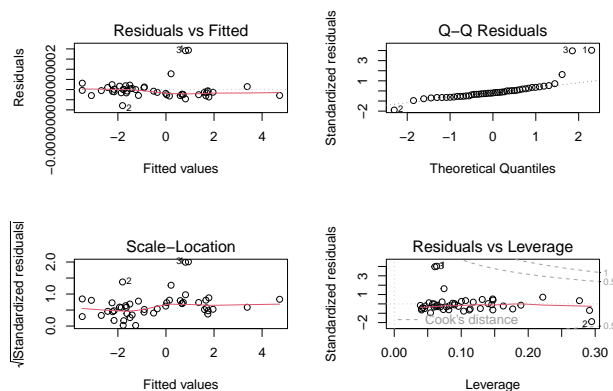 Residuals vs Fitted
Residuals
−0.0000000000000002
3
2
−2
0
2
4
Fitted values
Q−Q Residuals
Standardized residuals
−2
1
3
3
1
2
−2
−1
0
1
2
Theoretical Quantiles
Scale−Location
√|Standardized residuals|
0.0
1.0
2.0
3
2
−2
0
2
4
Fitted values
Residuals vs Leverage
Standardized residuals
−2
1
3
2
Cook's distance
1
0.5
0.5
0.00
0.10
0.20
0.30
Leverage